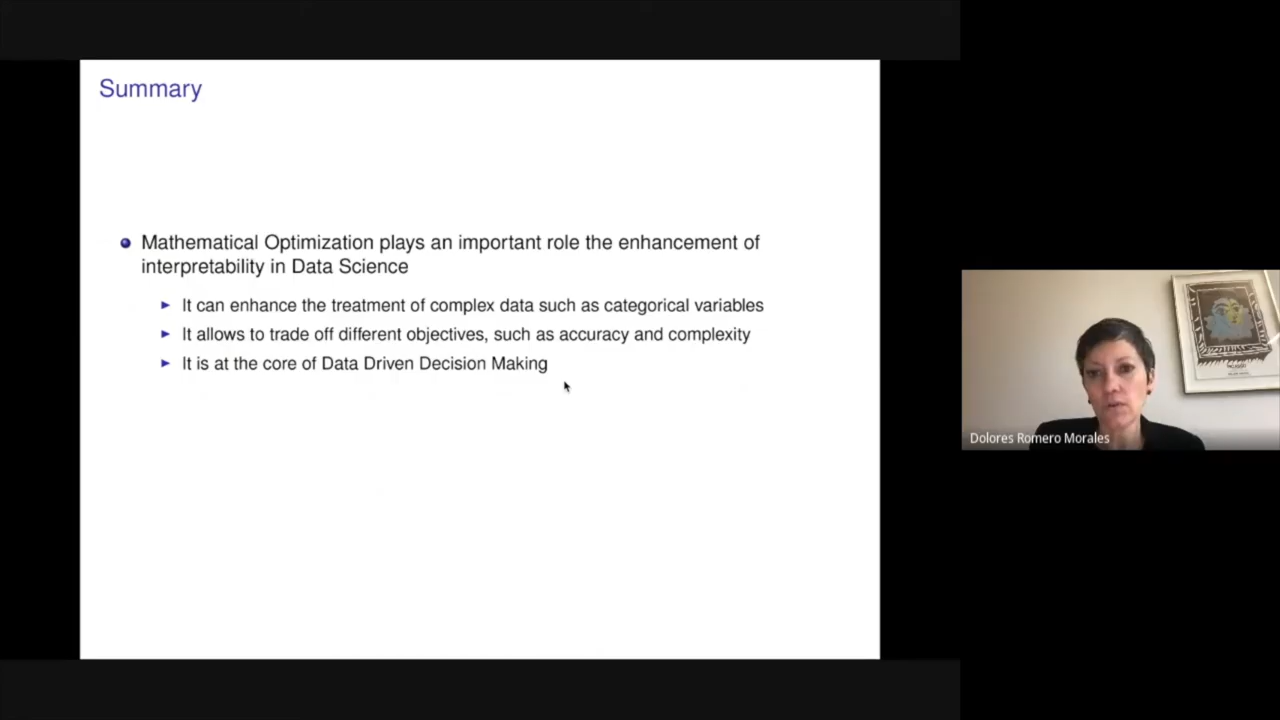 Summary
Mathematical Optimization plays an important role the enhancement of
interpretability in Data Science
It can enhance the treatment of complex data such as categorical variables
It allows to trade off different objectives, such as accuracy and complexity
It is at the core of Data Driven Decision Making
Dolores Romero Morales